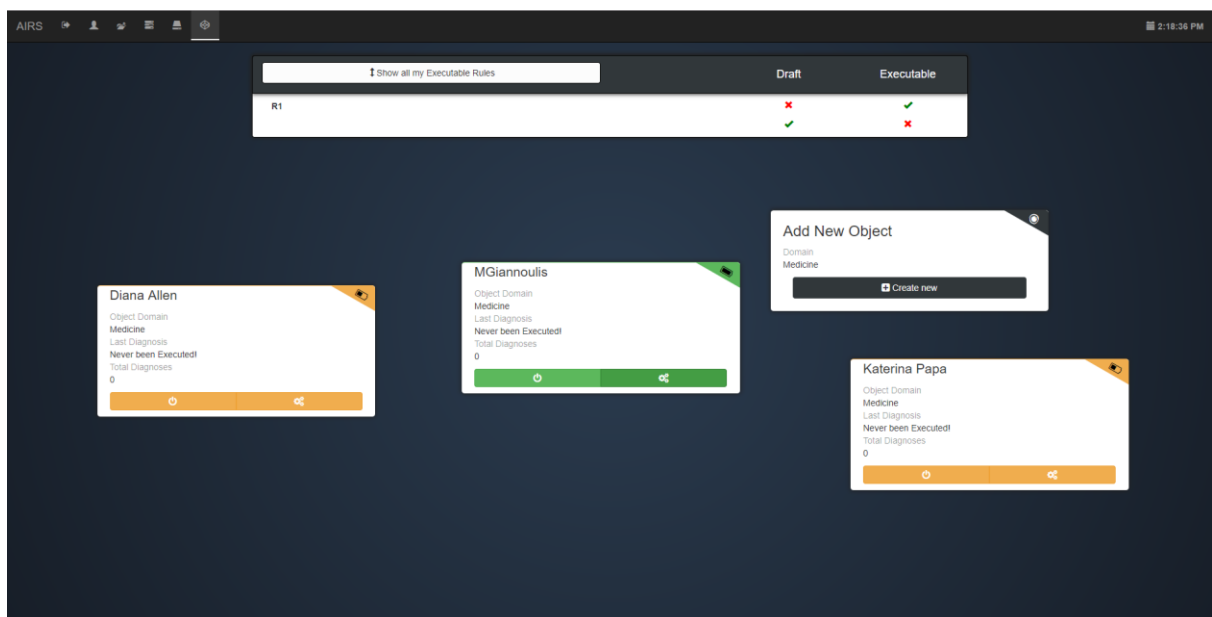 AIRS 2:18:36 PM
Show all my Executable Rules Draft Executable
R1
Add New Object
Domain
Medicine
Create new
MGiannoulis
Object Domain
Medicine
Last Diagnosis
Never been Executed!
Total Diagnoses
0
Diana Allen
Object Domain
Medicine
Last Diagnosis
Never been Executed!
Total Diagnoses
0
Katerina Papa
Object Domain
Medicine
Last Diagnosis
Never been Executed!
Total Diagnoses
0